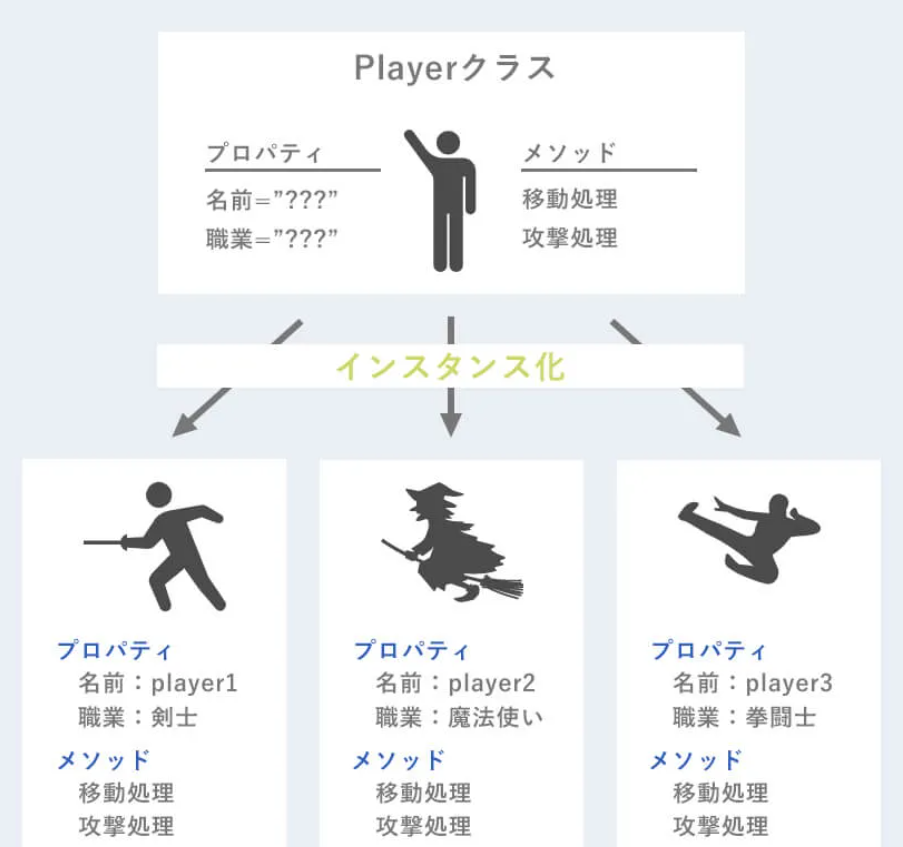 Playerクラス
プロパティ
名前=”???”
職業=”???”
メソッド
移動処理
攻撃処理
インスタンス化
プロパティ
名前：player1
職業：剣士
メソッド
移動処理
攻撃処理
プロパティ
名前：player2
職業：魔法使い
メソッド
移動処理
攻撃処理
プロパティ
名前：player3
職業：拳闘士
メソッド
移動処理
攻撃処理